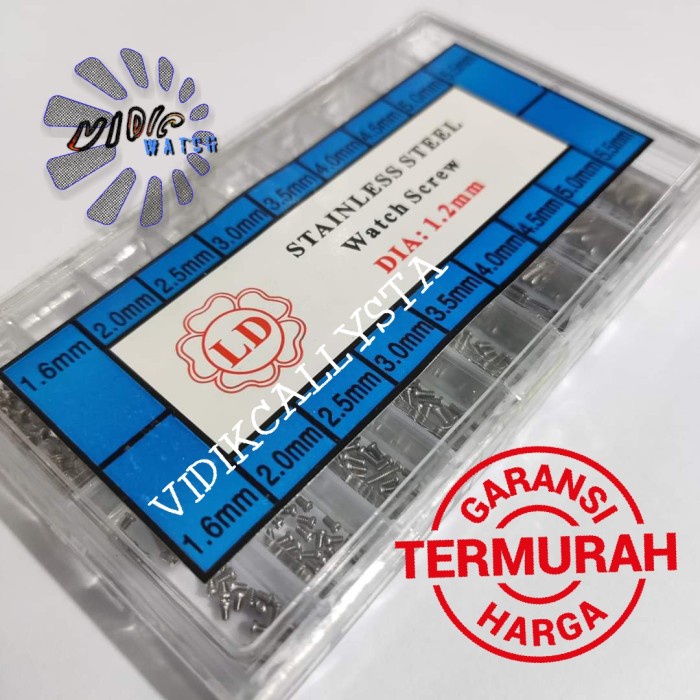 VIDIC
WATCH
1.6mm
2.0mm
2.5mm
3.0mm
3.5mm
4.0mm
4.5mm
5.0mm
5.5mm
STAINLESS STEEL
Watch Screw
DIA: 1.2mm
LD
VIDIKCALLYSTA
1.6mm
2.0mm
2.5mm
3.0mm
3.5mm
4.0mm
4.5mm
5.0mm
5.5mm
GARANSI
TERMURAH
HARGA